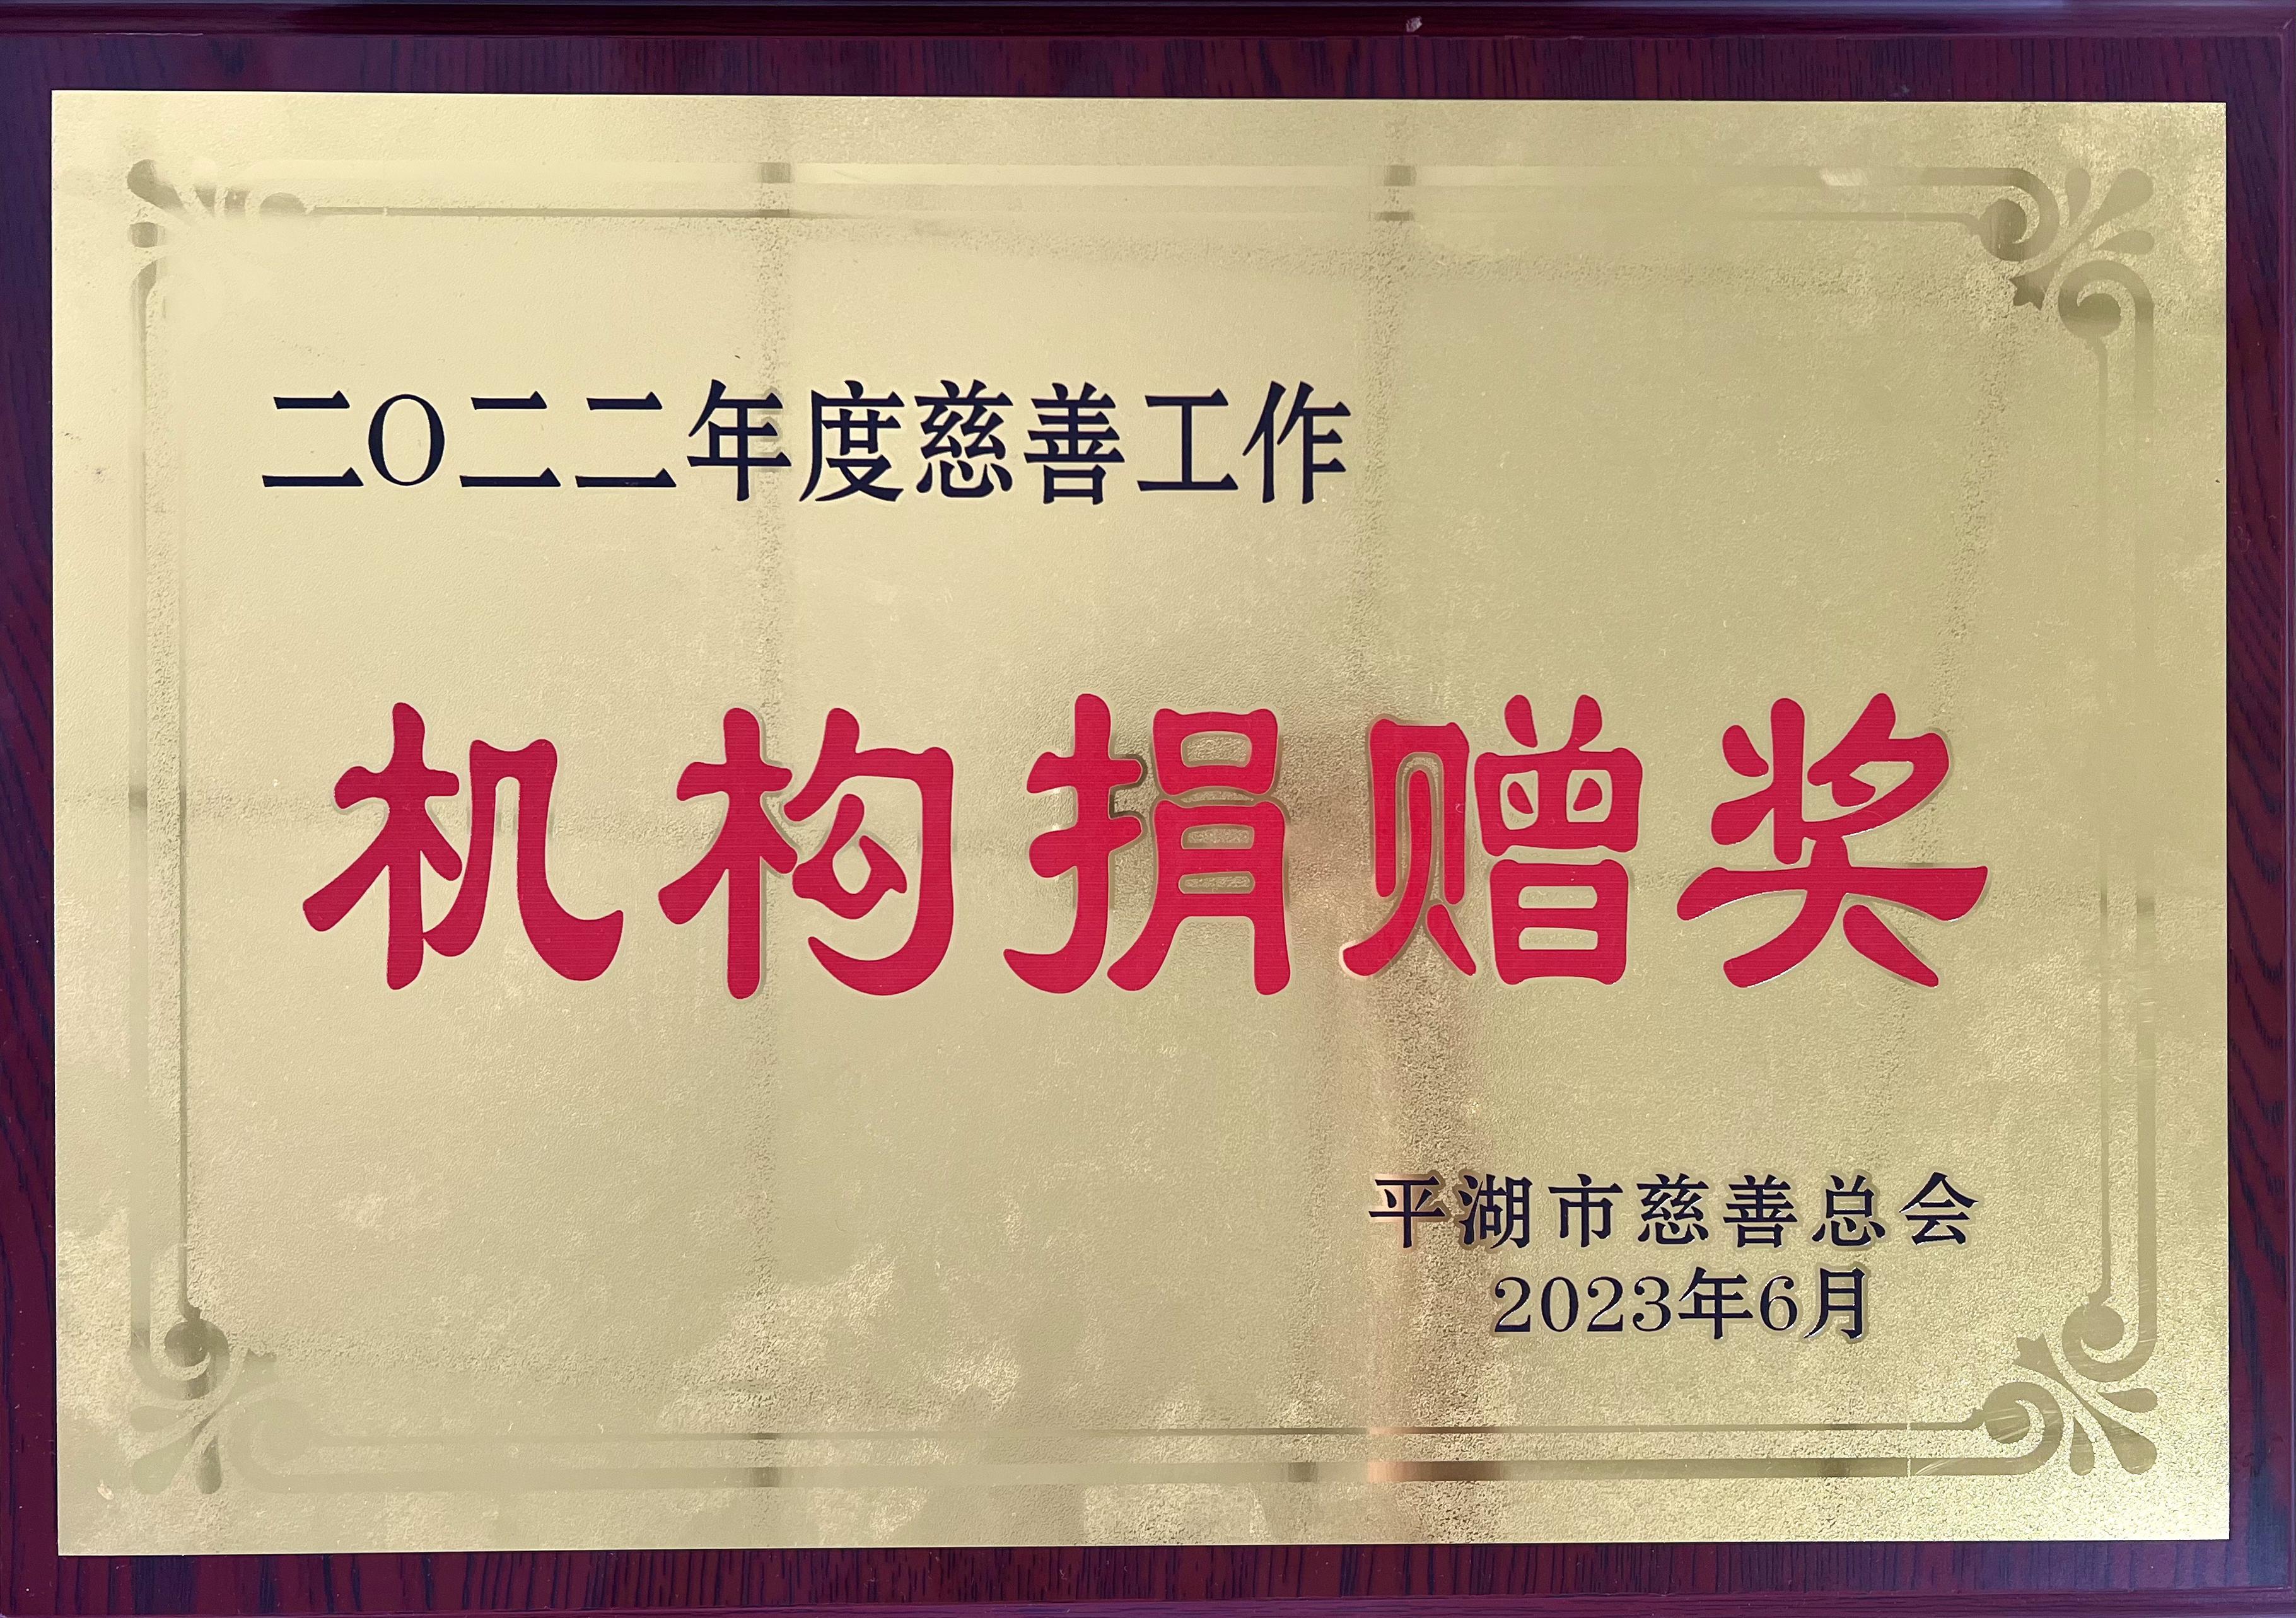 二O二二年度慈善工作
机构捐赠奖
平湖市慈善总会
2023年6月